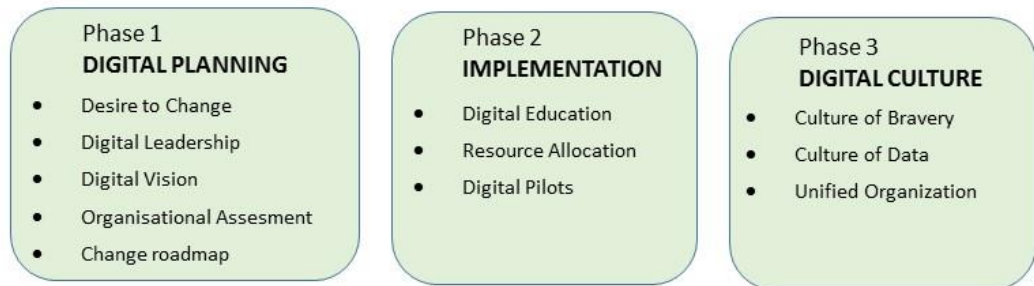 Phase 1
DIGITAL PLANNING
• Desire to Change
• Digital Leadership
• Digital Vision
• Organisational Assesment
• Change roadmap
Phase 2
IMPLEMENTATION
• Digital Education
• Resource Allocation
• Digital Pilots
Phase 3
DIGITAL CULTURE
• Culture of Bravery
• Culture of Data
• Unified Organization